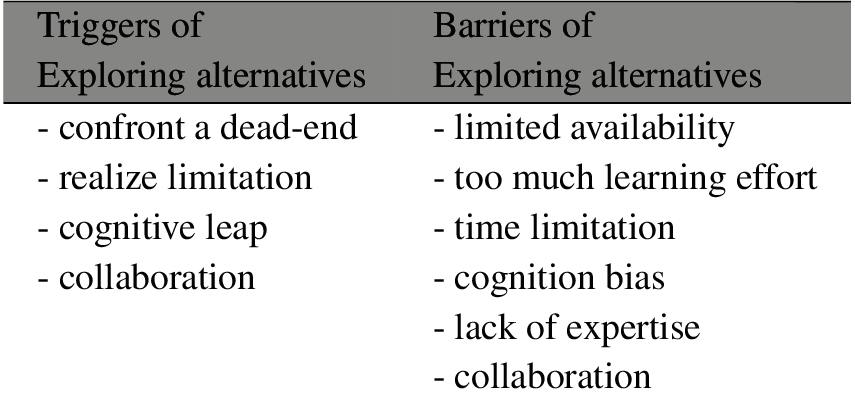 Triggers of
Exploring alternatives
- confront a dead-end
- realize limitation
- cognitive leap
- collaboration
Barriers of
Exploring alternatives
- limited availability
- too much learning effort
- time limitation
- cognition bias
- lack of expertise
- collaboration